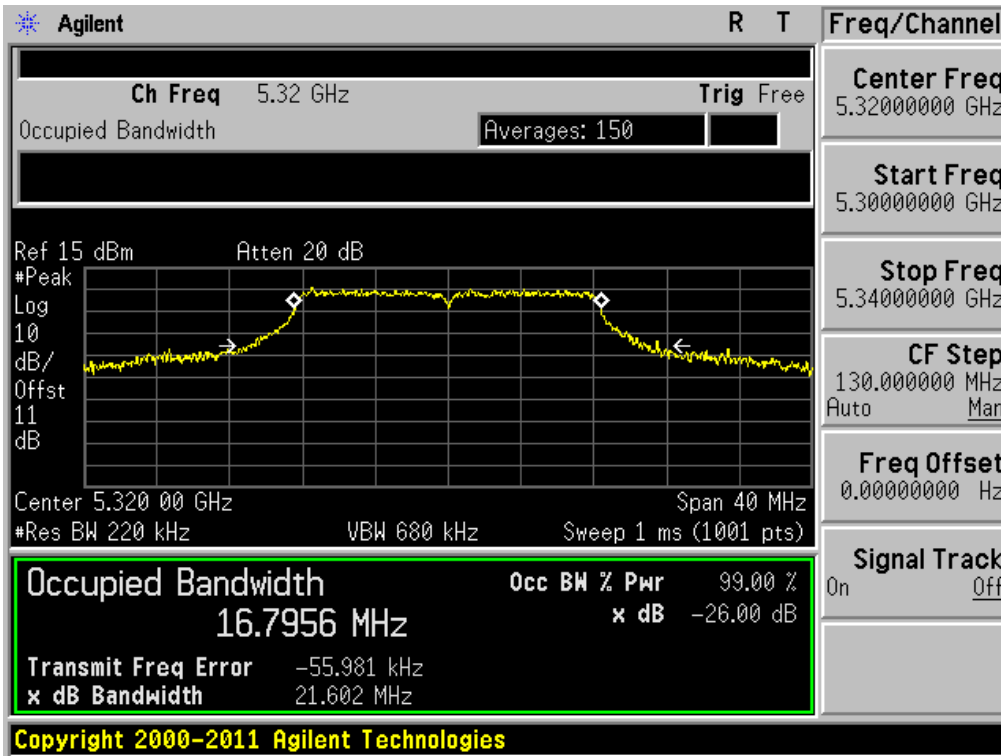 Agilent R T
Freq/Channel
Ch Freq 5.32 GHz Trig Free
Occupied Bandwidth Averages: 150
Ref 15 dBm Atten 20 dB
#Peak
Log
10
dB/
Offst
11
dB
Center 5.320 00 GHz Span 40 MHz
#Res BW 220 kHz VBW 680 kHz Sweep 1 ms (1001 pts)
Occupied Bandwidth
16.7956 MHz
Occ BW % Pwr 99.00 %
x dB -26.00 dB
Transmit Freq Error -55.981 kHz
x dB Bandwidth 21.602 MHz
Center Freq
5.32000000 GHz
Start Freq
5.30000000 GHz
Stop Freq
5.34000000 GHz
CF Step
130.000000 MHz
Auto Man
Freq Offset
0.00000000 Hz
Signal Track
On Off
Copyright 2000-2011 Agilent Technologies